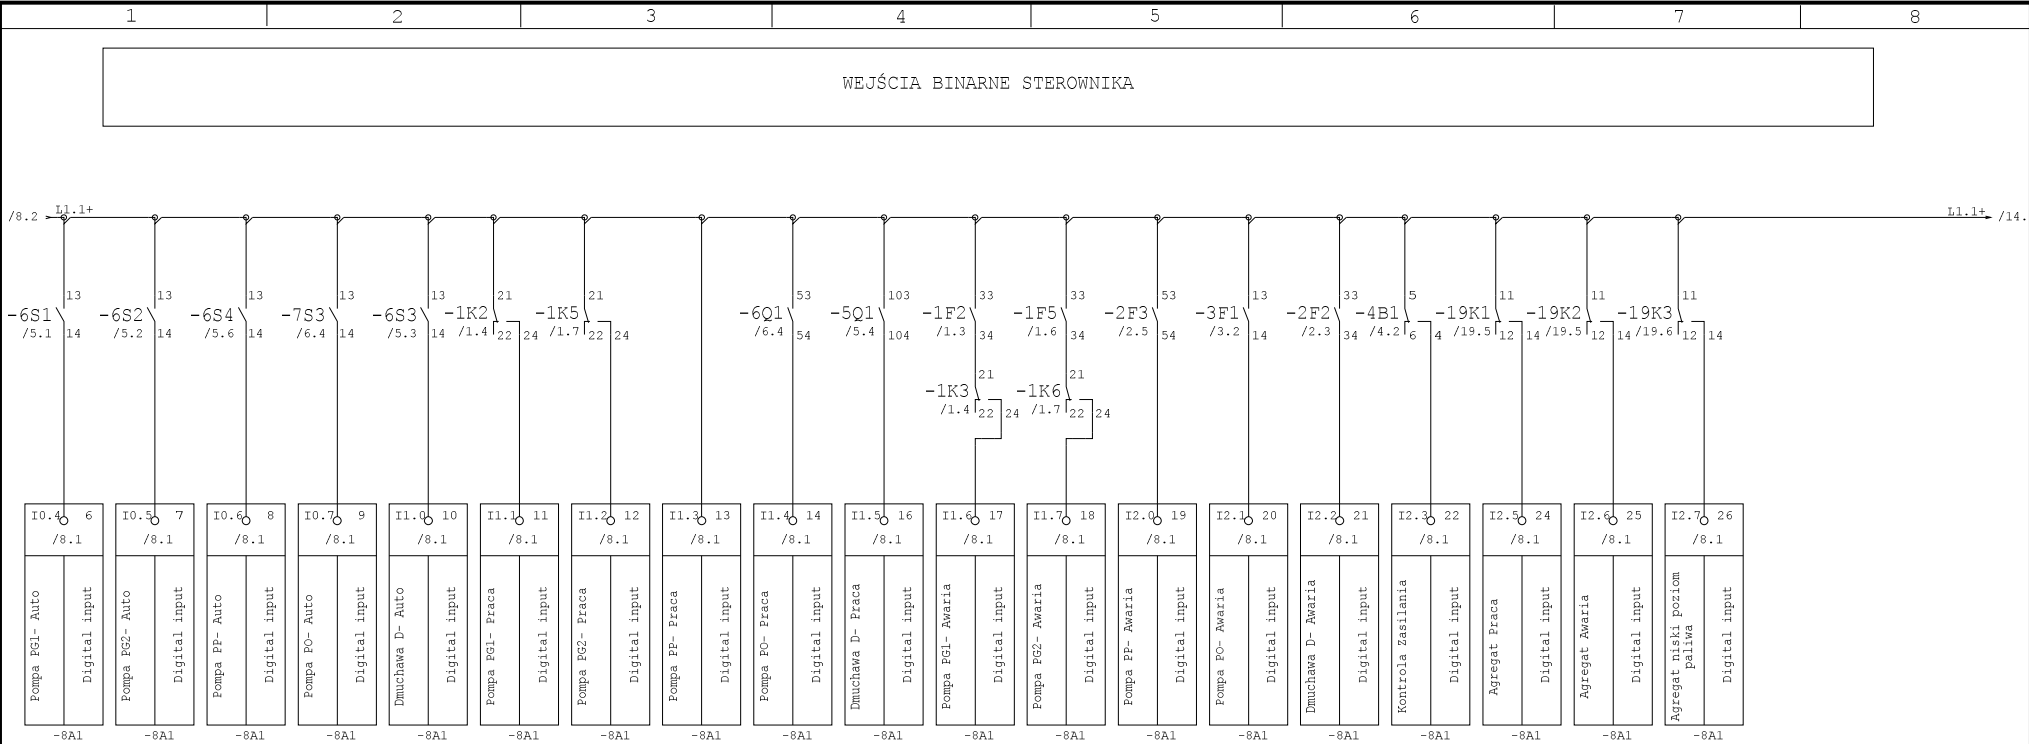 1 2 3 4 5 6 7 8
WEJŚCIA BINARNE STEROWNIKA
/8.2 L1.1+ L1.1+ /14.
-6S1 13 14 /5.1
-6S2 13 14 /5.2
-6S4 13 14 /5.6
-7S3 13 14 /6.4
-6S3 13 14 /5.3
-1K2 21 22 24 /1.4
-1K5 21 22 24 /1.7
-6Q1 53 54 /6.4
-5Q1 103 104 /5.4
-1F2 33 34 /1.3
-1F5 33 34 /1.6
-2F3 53 54 /2.5
-3F1 13 14 /3.2
-2F2 33 34 /2.3
-4B1 5 6 4 /4.2
-19K1 11 12 14 /19.5
-19K2 11 12 14 /19.5
-19K3 11 12 14 /19.6
-1K3 21 22 24 /1.4
-1K6 21 22 24 /1.7
I0.4 6 /8.1
Pompa PG1- Auto
Digital input
-8A1
I0.5 7 /8.1
Pompa PG2- Auto
Digital input
-8A1
I0.6 8 /8.1
Pompa PP- Auto
Digital input
-8A1
I0.7 9 /8.1
Pompa PO- Auto
Digital input
-8A1
I1.0 10 /8.1
Dmuchawa D- Auto
Digital input
-8A1
I1.1 11 /8.1
Pompa PG1- Praca
Digital input
-8A1
I1.2 12 /8.1
Pompa PG2- Praca
Digital input
-8A1
I1.3 13 /8.1
Pompa PP- Praca
Digital input
-8A1
I1.4 14 /8.1
Pompa PO- Praca
Digital input
-8A1
I1.5 16 /8.1
Dmuchawa D- Praca
Digital input
-8A1
I1.6 17 /8.1
Pompa PG1- Awaria
Digital input
-8A1
I1.7 18 /8.1
Pompa PG2- Awaria
Digital input
-8A1
I2.0 19 /8.1
Pompa PP- Awaria
Digital input
-8A1
I2.1 20 /8.1
Pompa PO- Awaria
Digital input
-8A1
I2.2 21 /8.1
Dmuchawa D- Awaria
Digital input
-8A1
I2.3 22 /8.1
Kontrola Zasilania
Digital input
-8A1
I2.5 24 /8.1
Agregat Praca
Digital input
-8A1
I2.6 25 /8.1
Agregat Awaria
Digital input
-8A1
I2.7 26 /8.1
Agregat niski poziom
paliwa
Digital input
-8A1